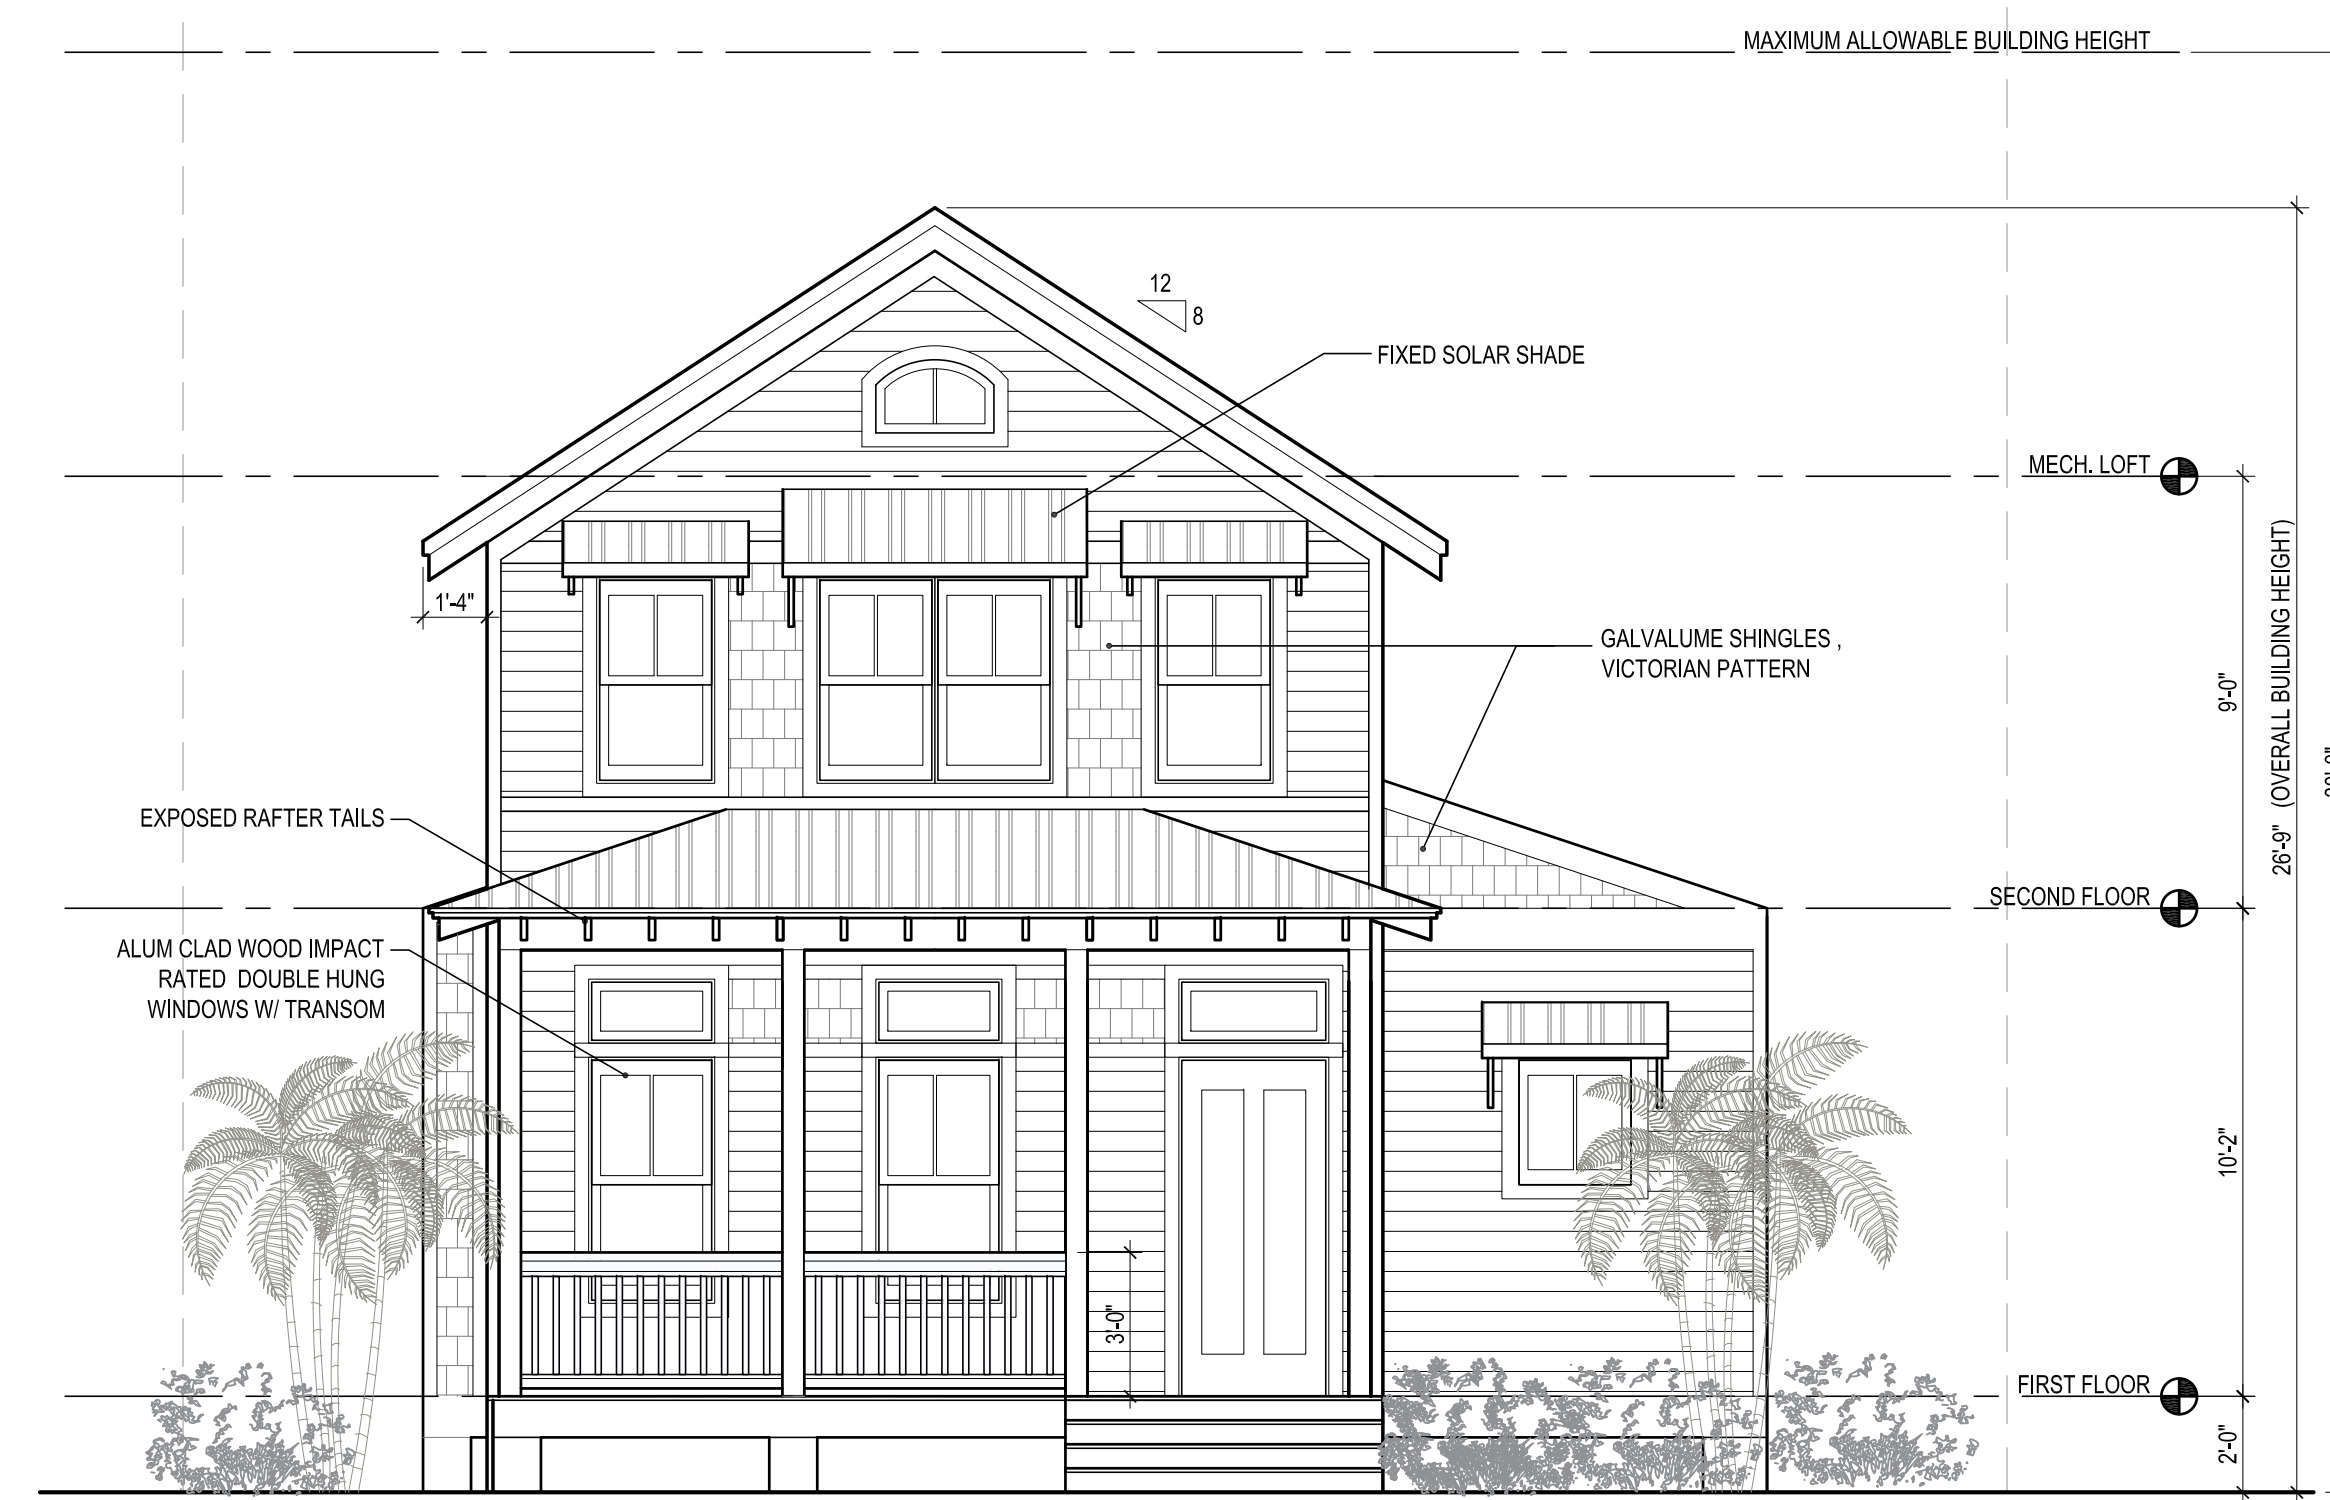 MAXIMUM ALLOWABLE BUILDING HEIGHT
12
8
FIXED SOLAR SHADE
MECH. LOFT
1'-4"
GALVALUME SHINGLES ,
VICTORIAN PATTERN
9'-0"
26'-9" (OVERALL BUILDING HEIGHT)
EXPOSED RAFTER TAILS
SECOND FLOOR
ALUM CLAD WOOD IMPACT
RATED DOUBLE HUNG
WINDOWS W/ TRANSOM
10'-2"
3'-0"
FIRST FLOOR
2'-0"